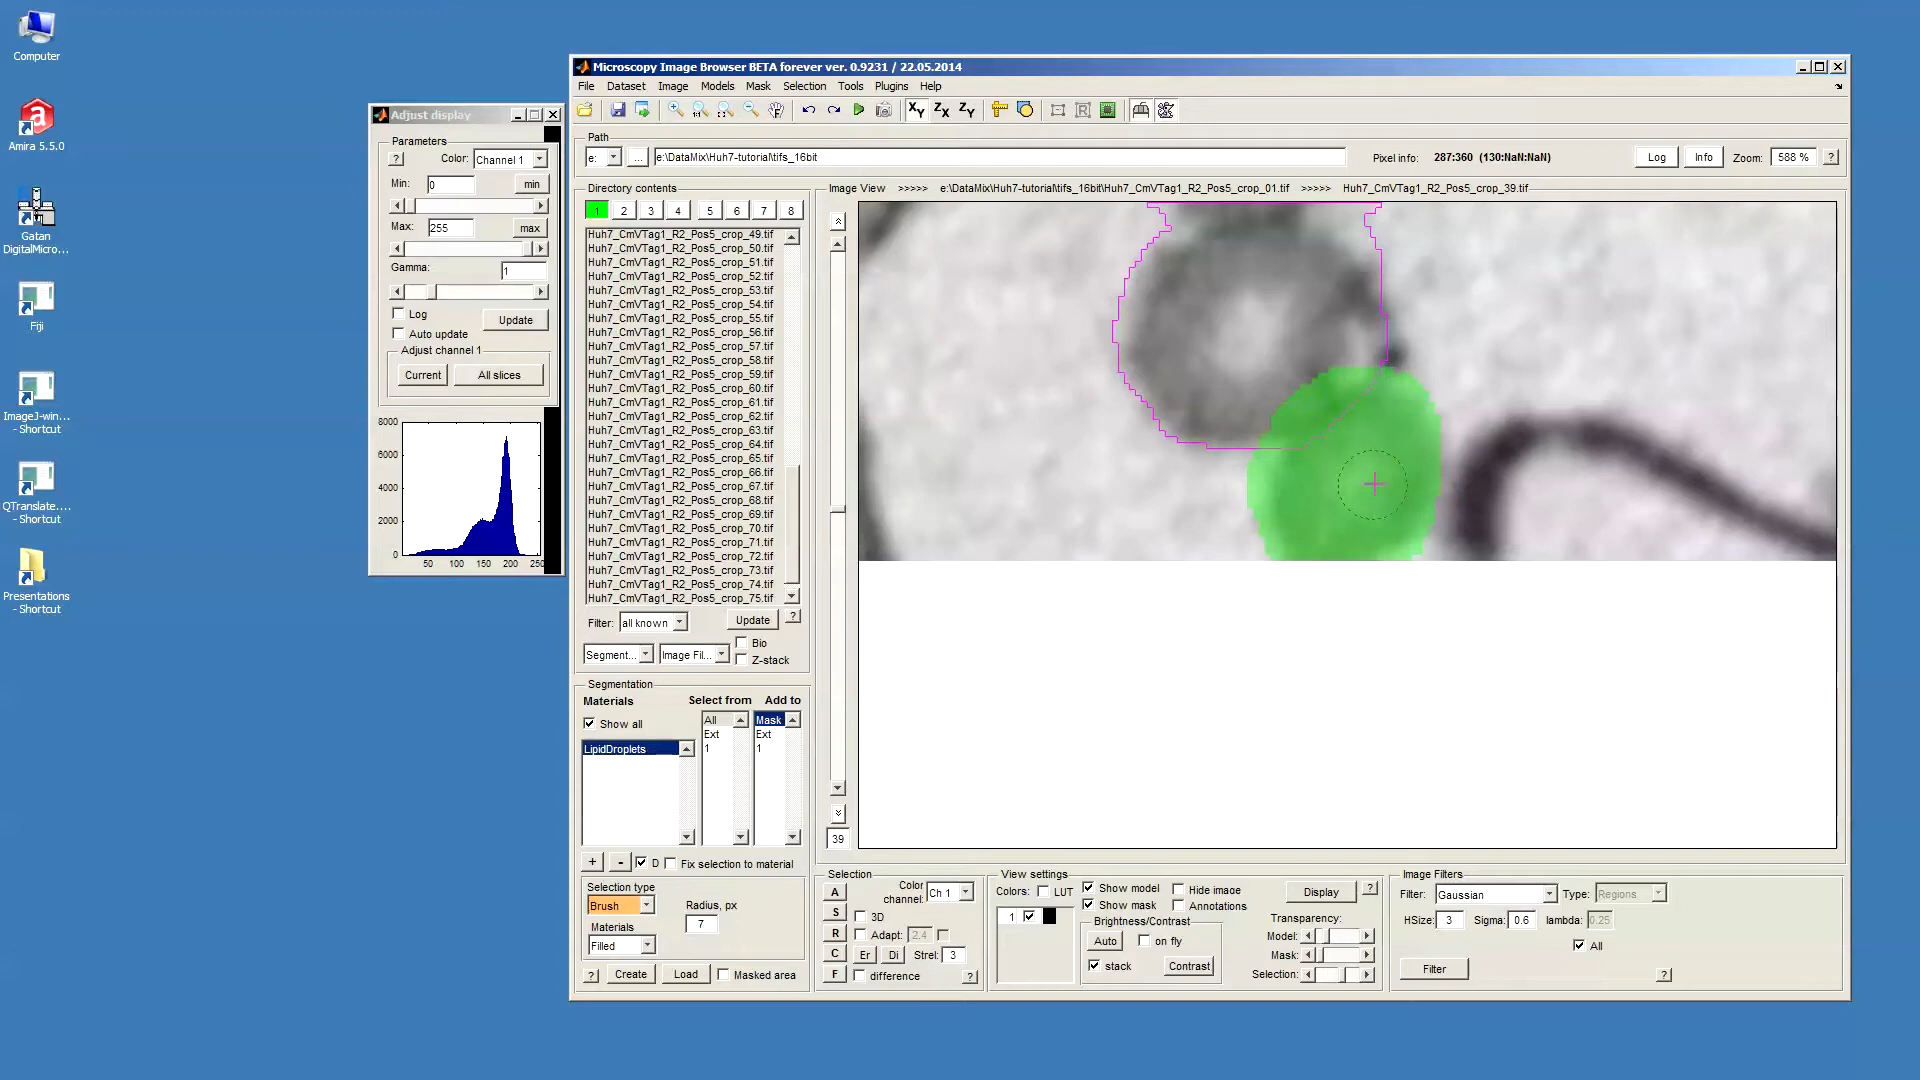 Computer
Amira 5.5.0
Gatan
DigitalMicro...
Fiji
ImageJ-win...
- Shortcut
QTranslate....
- Shortcut
Presentations
- Shortcut
Adjust display
Parameters
? Color: Channel 1
Min: 0 min
Max: 255 max
Gamma: 1
Log
Update
Auto update
Adjust channel 1
Current All slices
8000
6000
4000
2000
0
50 100 150 200 250
Microscopy Image Browser BETA forever ver. 0.9231 / 22.05.2014
File Dataset Image Models Mask Selection Tools Plugins Help
XY ZX ZY
Path
e: ... e:\DataMix\Huh7-tutorial\tifs_16bit Pixel info: 287:360 (130:NaN:NaN) Log Info Zoom: 588 % ?
Directory contents
1 2 3 4 5 6 7 8
Huh7_CmVTag1_R2_Pos5_crop_49.tif
Huh7_CmVTag1_R2_Pos5_crop_50.tif
Huh7_CmVTag1_R2_Pos5_crop_51.tif
Huh7_CmVTag1_R2_Pos5_crop_52.tif
Huh7_CmVTag1_R2_Pos5_crop_53.tif
Huh7_CmVTag1_R2_Pos5_crop_54.tif
Huh7_CmVTag1_R2_Pos5_crop_55.tif
Huh7_CmVTag1_R2_Pos5_crop_56.tif
Huh7_CmVTag1_R2_Pos5_crop_57.tif
Huh7_CmVTag1_R2_Pos5_crop_58.tif
Huh7_CmVTag1_R2_Pos5_crop_59.tif
Huh7_CmVTag1_R2_Pos5_crop_60.tif
Huh7_CmVTag1_R2_Pos5_crop_61.tif
Huh7_CmVTag1_R2_Pos5_crop_62.tif
Huh7_CmVTag1_R2_Pos5_crop_63.tif
Huh7_CmVTag1_R2_Pos5_crop_64.tif
Huh7_CmVTag1_R2_Pos5_crop_65.tif
Huh7_CmVTag1_R2_Pos5_crop_66.tif
Huh7_CmVTag1_R2_Pos5_crop_67.tif
Huh7_CmVTag1_R2_Pos5_crop_68.tif
Huh7_CmVTag1_R2_Pos5_crop_69.tif
Huh7_CmVTag1_R2_Pos5_crop_70.tif
Huh7_CmVTag1_R2_Pos5_crop_71.tif
Huh7_CmVTag1_R2_Pos5_crop_72.tif
Huh7_CmVTag1_R2_Pos5_crop_73.tif
Huh7_CmVTag1_R2_Pos5_crop_74.tif
Huh7_CmVTag1_R2_Pos5_crop_75.tif
Filter: all known Update ?
Segment... Image Fil... Bio
Z-stack
Image View >>>>> e:\DataMix\Huh7-tutorial\tifs_16bit\Huh7_CmVTag1_R2_Pos5_crop_01.tif >>>>> Huh7_CmVTag1_R2_Pos5_crop_39.tif
39
Segmentation
Materials Select from Add to
Show all
All Mask
Ext Ext
LipidDroplets 1 1
+ - D Fix selection to material
Selection type
Brush Radius, px
7
Materials
Filled
? Create Load Masked area
Selection
A Color channel: Ch 1
S 3D
R Adapt: 2.4
C Er Di Strel: 3
F difference ?
View settings
Colors: LUT Show model Hide image Display ?
1 Show mask Annotations
Brightness/Contrast Transparency:
Auto on fly Model:
Mask:
stack Contrast Selection:
Image Filters
Filter: Gaussian Type: Regions
HSize: 3 Sigma: 0.6 lambda: 0.25
All
Filter ?